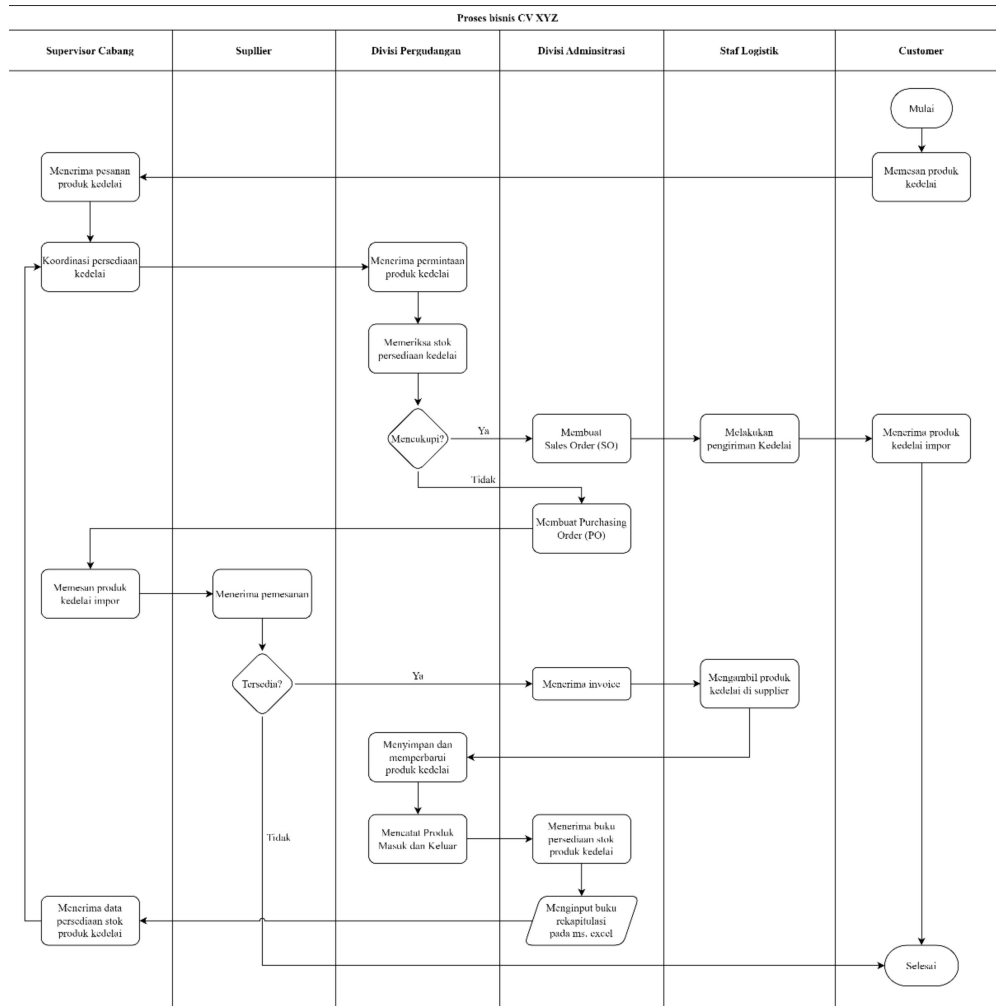 Proses bisnis CV XYZ
Supervisor Cabang
Supllier
Divisi Pergudangan
Divisi Adminsitrasi
Staf Logistik
Customer
Mulai
Menerima pesanan
produk kedelai
Memesan produk
kedelai
Koordinasi persediaan
kedelai
Menerima permintaan
produk kedelai
Memeriksa stok
persediaan kedelai
Mencukupi?
Ya
Membuat
Sales Order (SO)
Melakukan
pengiriman Kedelai
Menerima produk
kedelai impor
Tidak
Membuat Purchasing
Order (PO)
Memesan produk
kedelai impor
Menerima pemesanan
Tersedia?
Ya
Menerima invoice
Mengambil produk
kedelai di supplier
Menyimpan dan
memperbarui
produk kedelai
Tidak
Mencatat Produk
Masuk dan Keluar
Menerima buku
persediaan stok
produk kedelai
Menerima data
persediaan stok
produk kedelai
Menginput buku
rekapitulasi
pada ms. excel
Selesai